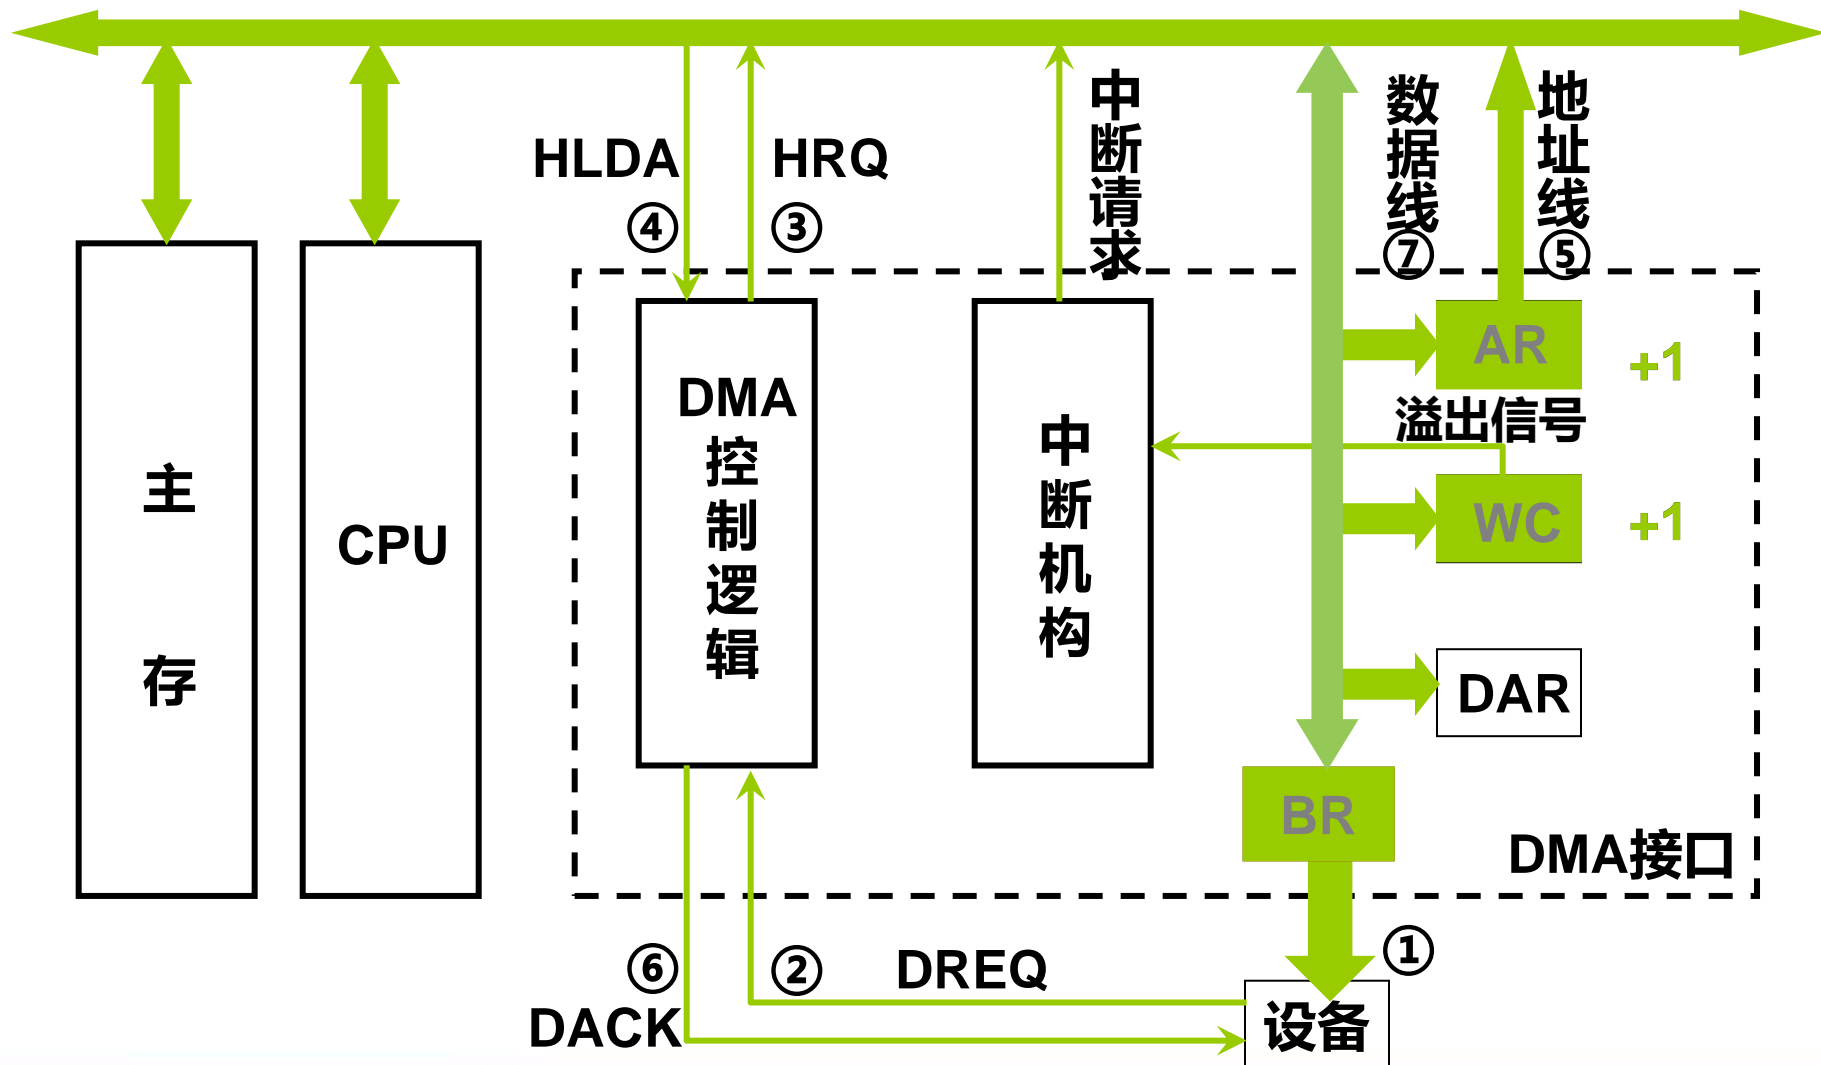 HLDA
④
HRQ
③
中断请求
数据线
⑦
地址线
⑤
主存
CPU
DMA
控制逻辑
中断机构
AR
+1
溢出信号
WC
+1
DAR
BR
DMA接口
①
⑥
②
DREQ
DACK
设备